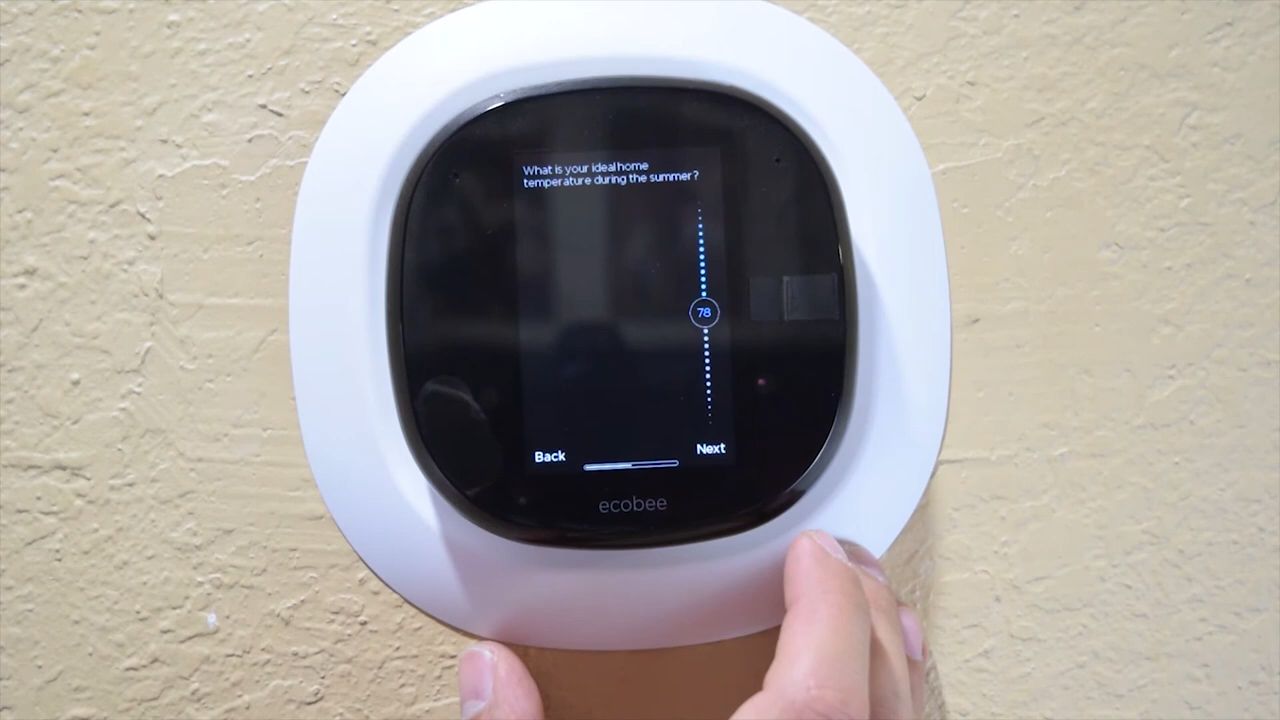 What is your ideal home
temperature during the summer?
78
Back
Next
ecobee